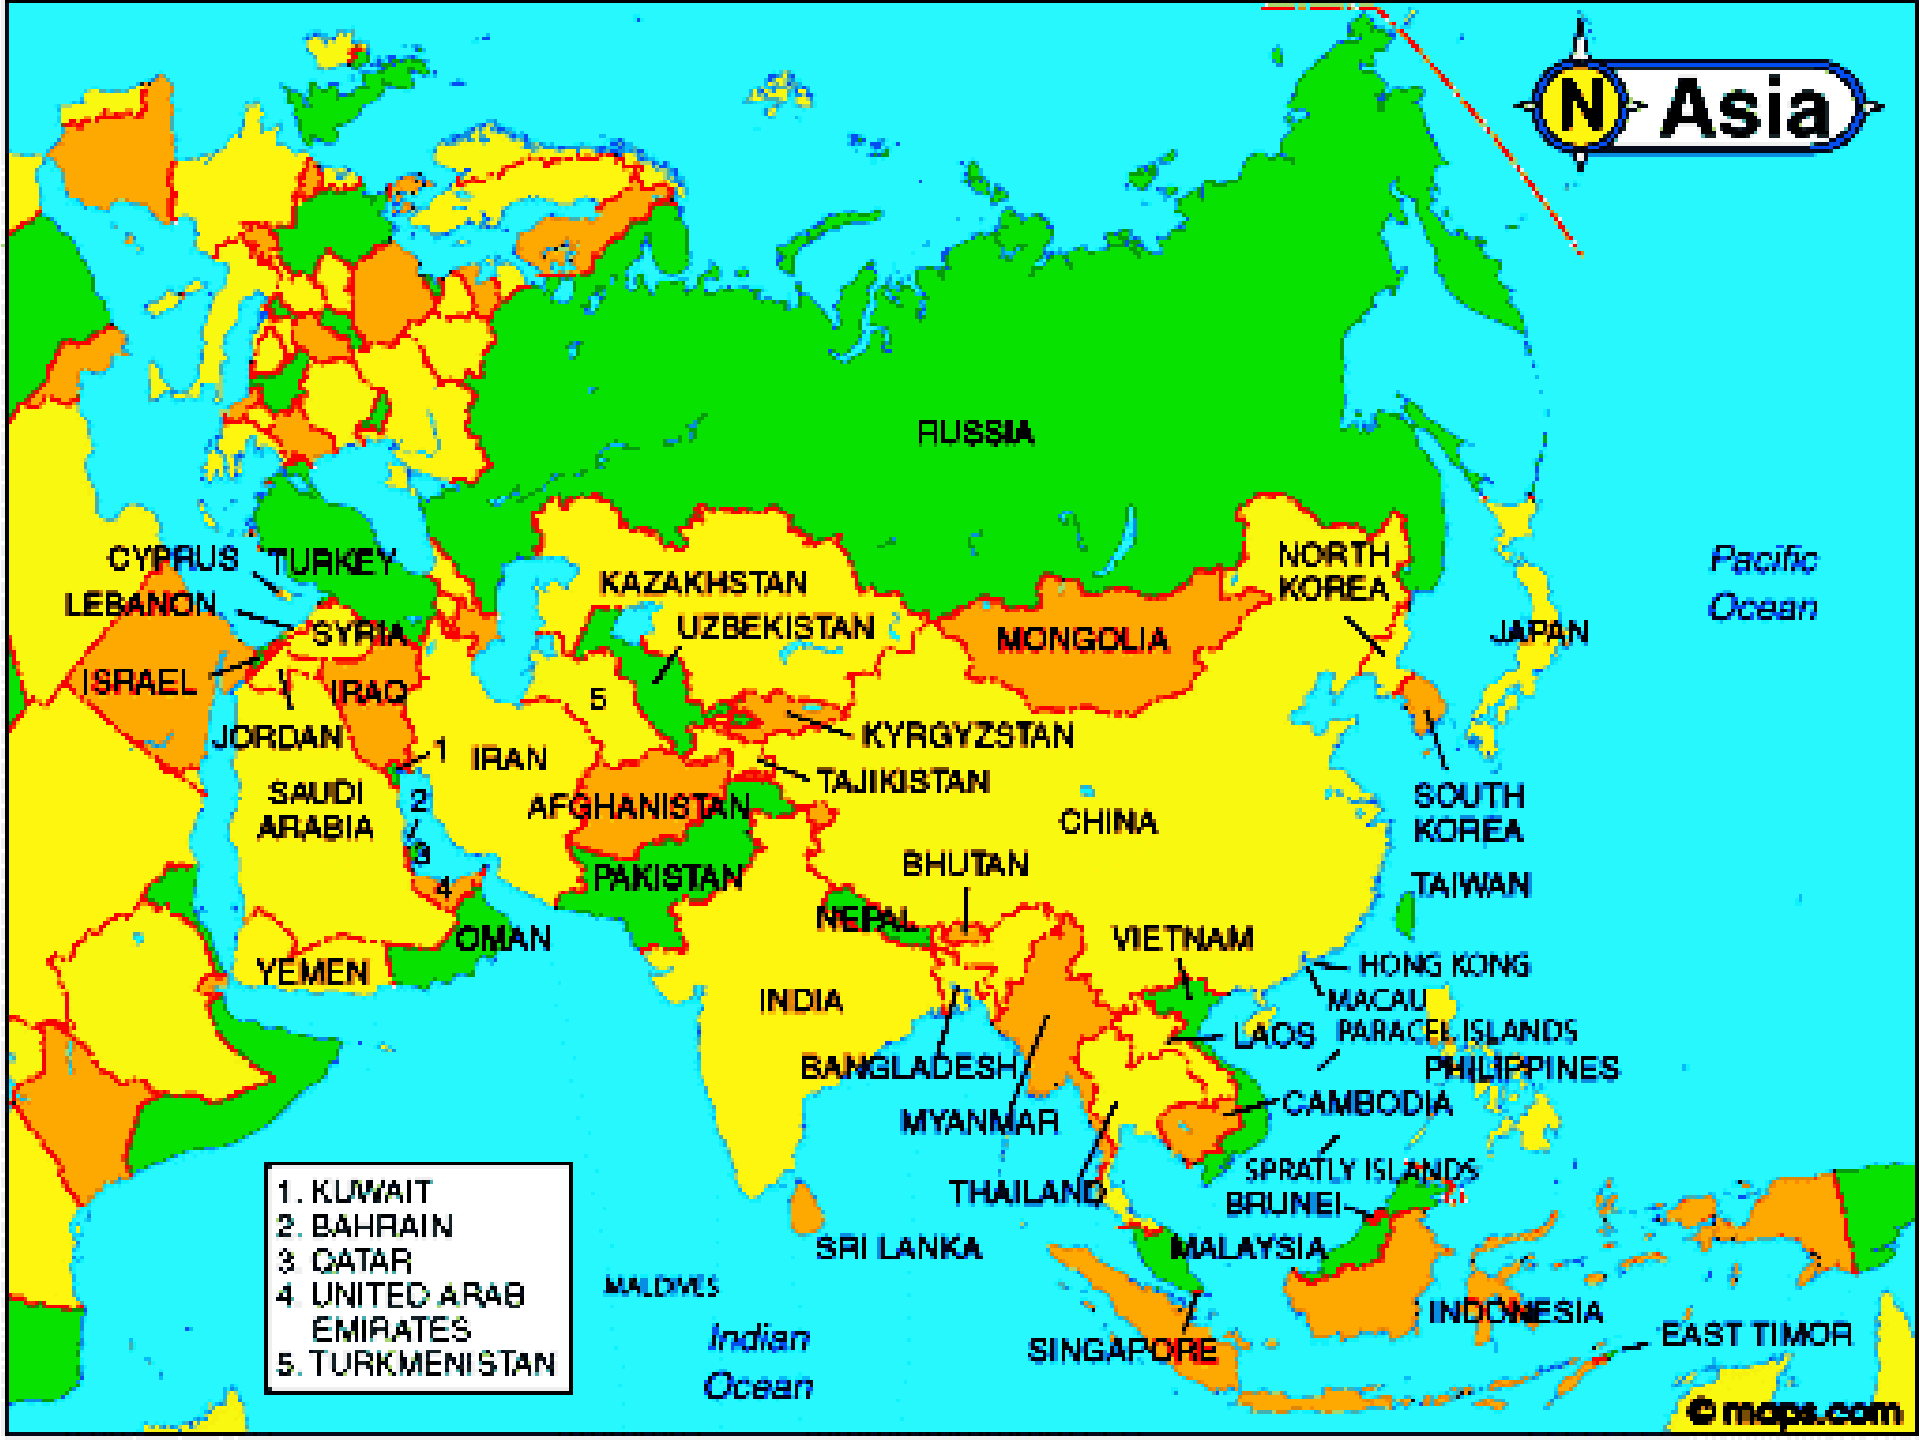 N Asia
RUSSIA
CYPRUS
TURKEY
LEBANON
SYRIA
ISRAEL
IRAQ
JORDAN
KAZAKHSTAN
UZBEKISTAN
MONGOLIA
NORTH
KOREA
JAPAN
Pacific
Ocean
5
KYRGYZSTAN
TAJIKISTAN
1
IRAN
SAUDI
ARABIA
2
3
4
AFGHANISTAN
CHINA
SOUTH
KOREA
PAKISTAN
BHUTAN
TAIWAN
NEPAL
OMAN
YEMEN
VIETNAM
HONG KONG
MACAU
INDIA
LAOS
PARACEL ISLANDS
PHILIPPINES
BANGLADESH
CAMBODIA
MYANMAR
SPRATLY ISLANDS
THAILAND
BRUNEI
SRI LANKA
MALAYSIA
MALDIVES
INDONESIA
EAST TIMOR
SINGAPORE
Indian
Ocean
1. KUWAIT
2. BAHRAIN
3. QATAR
4. UNITED ARAB
EMIRATES
5. TURKMENISTAN
© maps.com